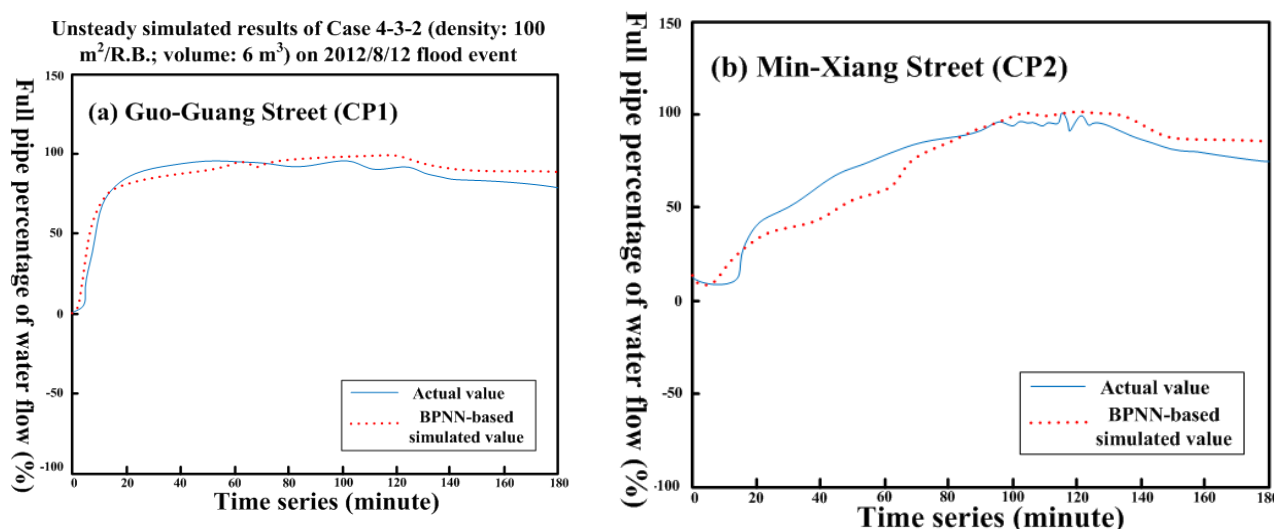 Unsteady simulated results of Case 4-3-2 (density: 100
m²/R.B.; volume: 6 m³) on 2012/8/12 flood event
Full pipe percentage of water flow (%)
150
100
50
0
-50
-100
(a) Guo-Guang Street (CP1)
Actual value
BPNN-based
simulated value
0 20 40 60 80 100 120 140 160 180
Time series (minute)
Full pipe percentage of water flow (%)
150
100
50
0
-50
-100
(b) Min-Xiang Street (CP2)
Actual value
BPNN-based
simulated value
0 20 40 60 80 100 120 140 160 180
Time series (minute)